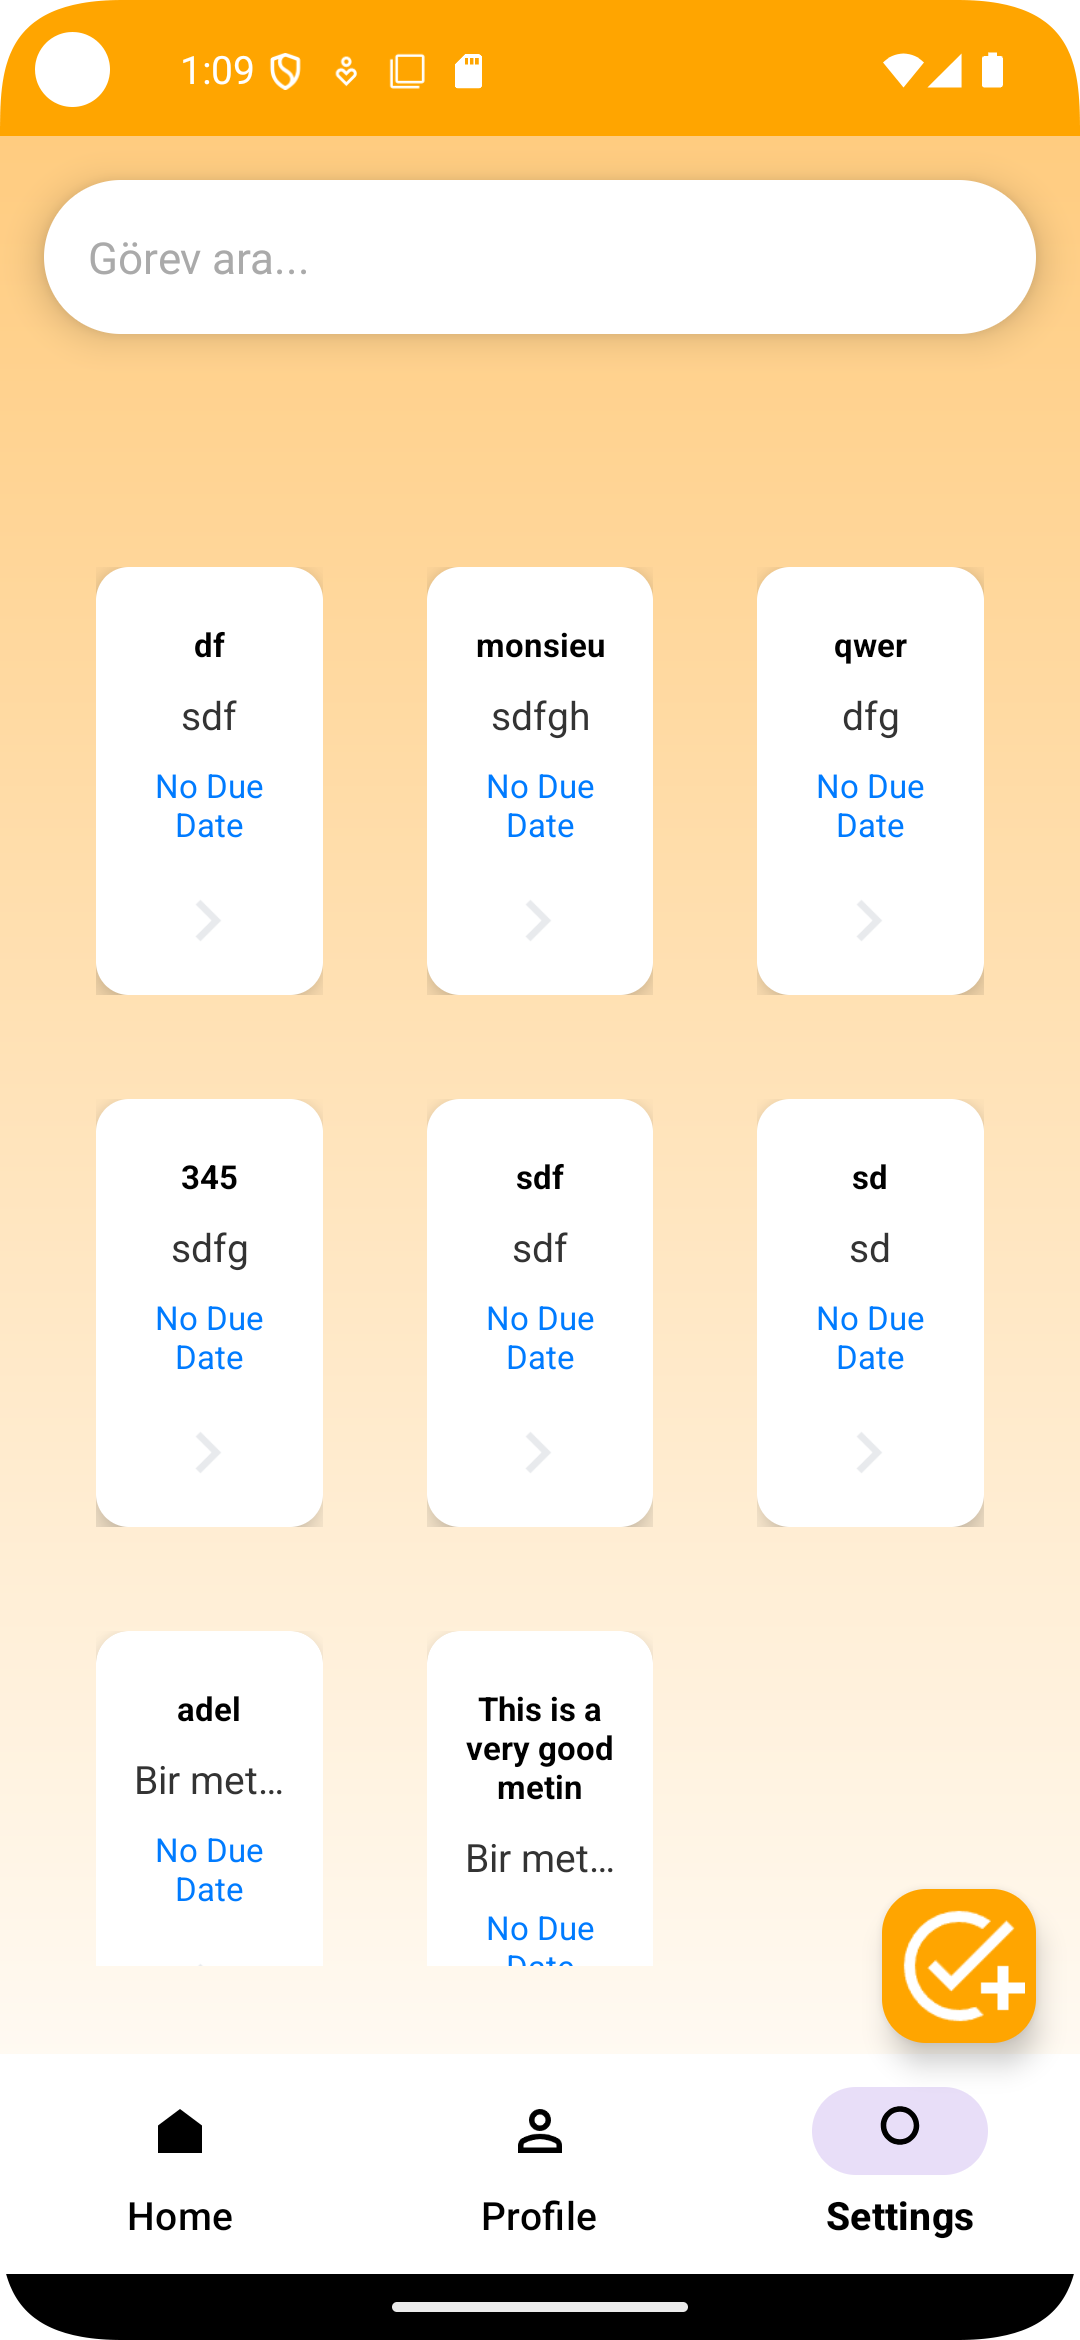 1:09
Görev ara...
df
sdf
No Due
Date
monsieu
sdfgh
No Due
Date
qwer
dfg
No Due
Date
345
sdfg
No Due
Date
sdf
sdf
No Due
Date
sd
sd
No Due
Date
adel
Bir met...
No Due
Date
This is a
very good
metin
Bir met...
No Due
Date
Home
Profile
Settings